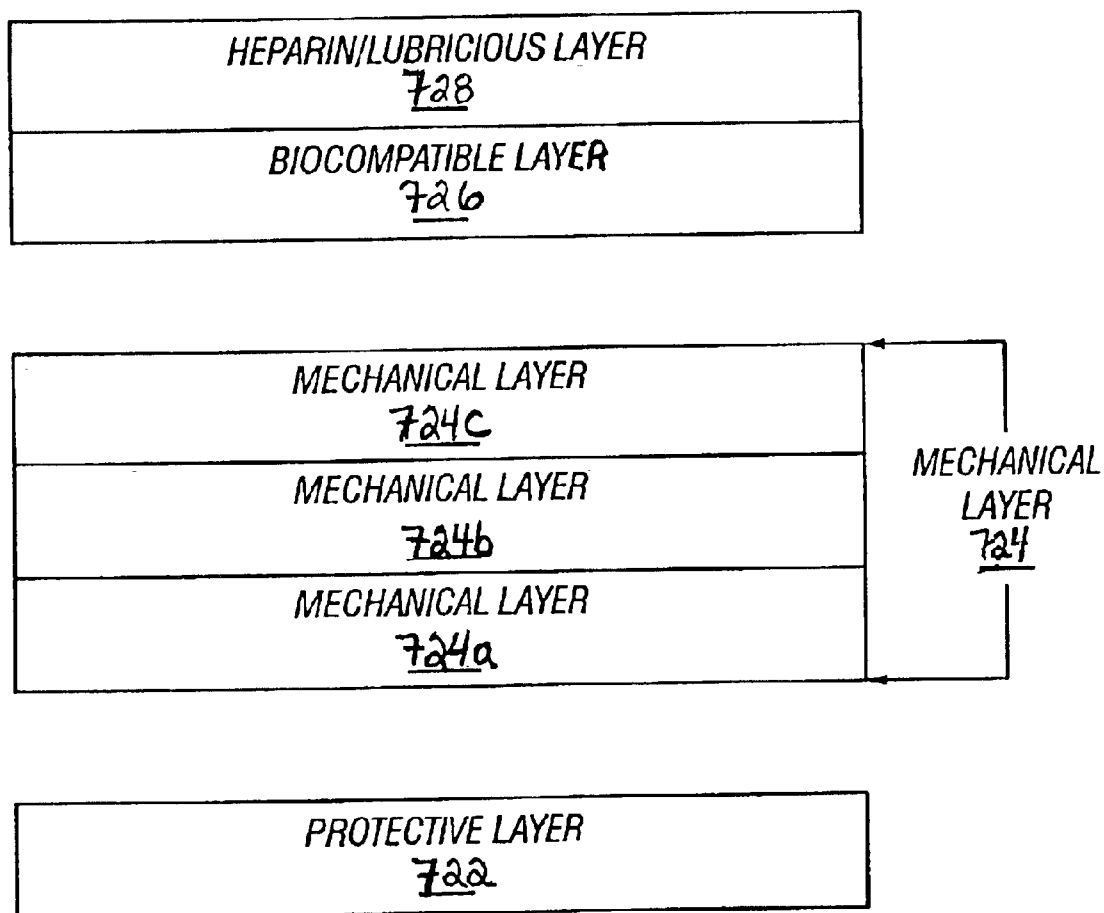 HEPARIN/LUBRICIOUS LAYER
728
BIOCOMPATIBLE LAYER
726
MECHANICAL LAYER
724c
MECHANICAL LAYER
724b
MECHANICAL LAYER
724a
MECHANICAL
LAYER
724
PROTECTIVE LAYER
722